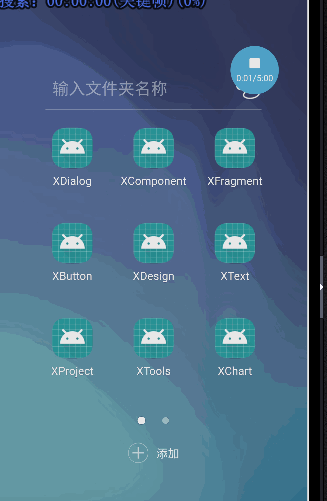 搜索: 00:00:00(关键帧)(0%)
0:01/5:00
输入文件夹名称
XDialog XComponent XFragment
XButton XDesign XText
XProject XTools XChart
添加